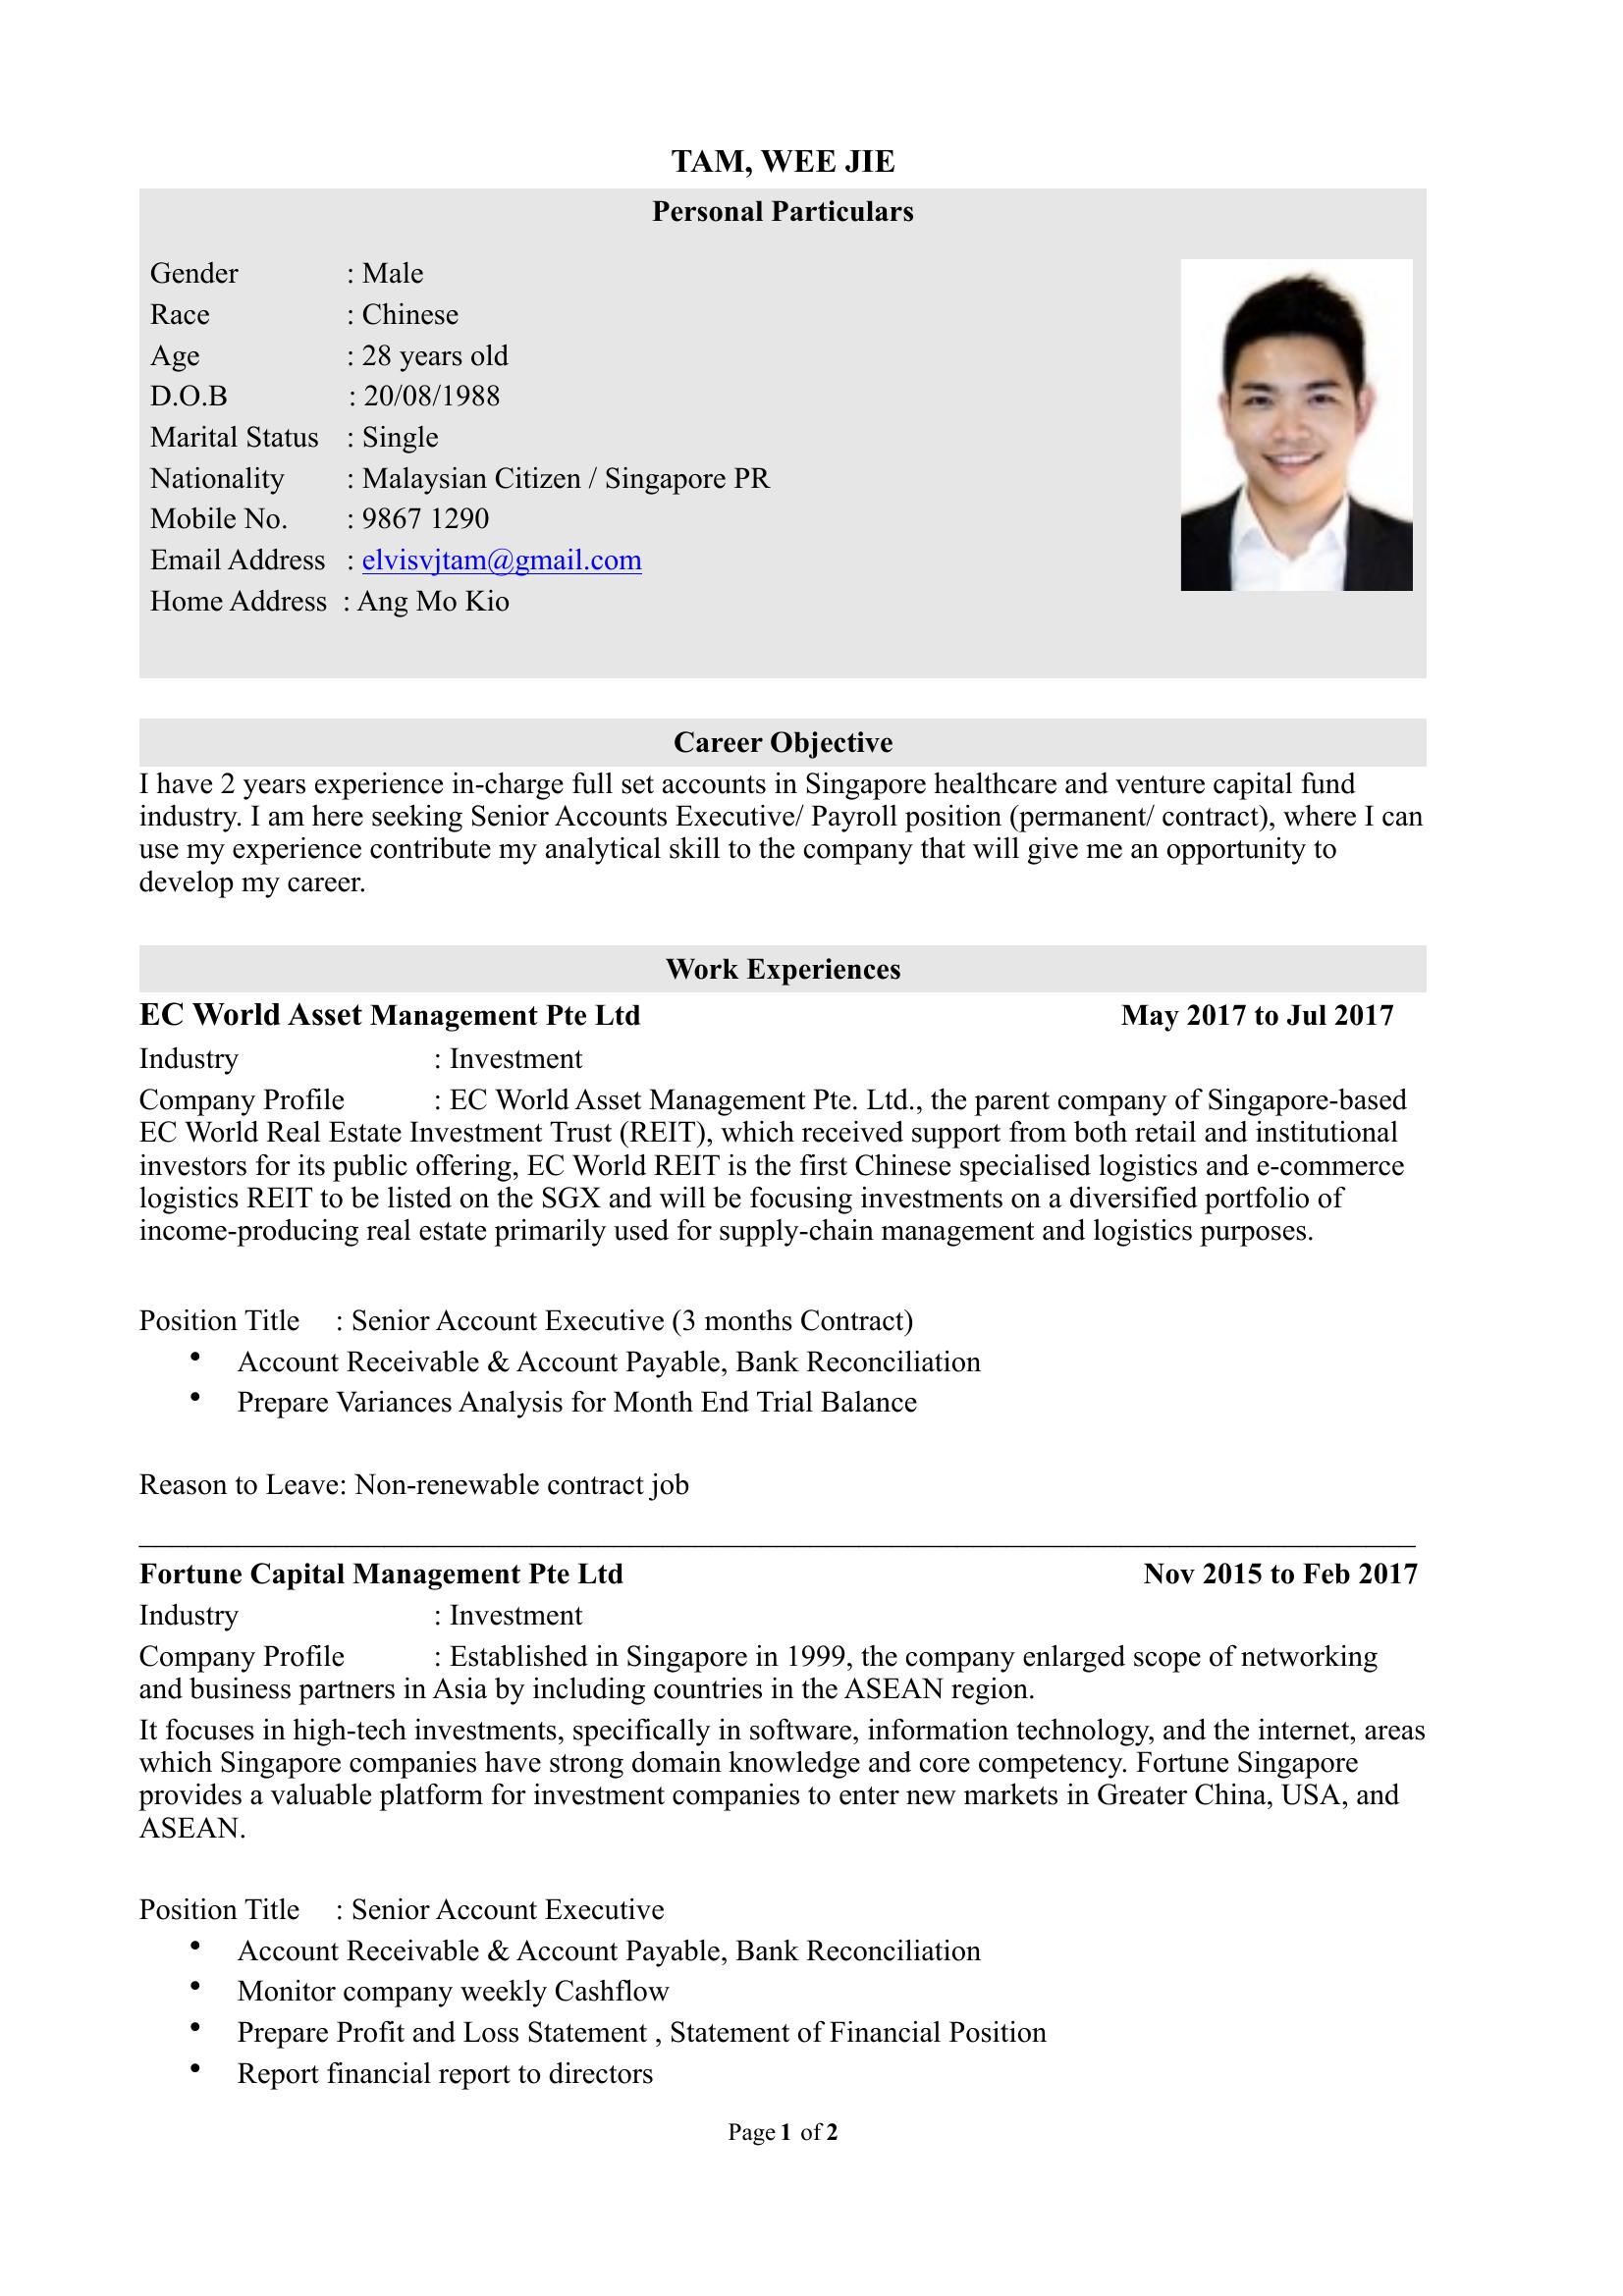 TAM, WEE JIE
Personal Particulars
Gender : Male
Race : Chinese
Age : 28 years old
D.O.B : 20/08/1988
Marital Status : Single
Nationality : Malaysian Citizen / Singapore PR
Mobile No. : 9867 1290
Email Address : elvisvjtam@gmail.com
Home Address : Ang Mo Kio
Career Objective
I have 2 years experience in-charge full set accounts in Singapore healthcare and venture capital fund
industry. I am here seeking Senior Accounts Executive/ Payroll position (permanent/ contract), where I can
use my experience contribute my analytical skill to the company that will give me an opportunity to
develop my career.
Work Experiences
EC World Asset Management Pte Ltd May 2017 to Jul 2017
Industry : Investment
Company Profile : EC World Asset Management Pte. Ltd., the parent company of Singapore-based
EC World Real Estate Investment Trust (REIT), which received support from both retail and institutional
investors for its public offering, EC World REIT is the first Chinese specialised logistics and e-commerce
logistics REIT to be listed on the SGX and will be focusing investments on a diversified portfolio of
income-producing real estate primarily used for supply-chain management and logistics purposes.
Position Title : Senior Account Executive (3 months Contract)
• Account Receivable & Account Payable, Bank Reconciliation
• Prepare Variances Analysis for Month End Trial Balance
Reason to Leave: Non-renewable contract job
Fortune Capital Management Pte Ltd Nov 2015 to Feb 2017
Industry : Investment
Company Profile : Established in Singapore in 1999, the company enlarged scope of networking
and business partners in Asia by including countries in the ASEAN region.
It focuses in high-tech investments, specifically in software, information technology, and the internet, areas
which Singapore companies have strong domain knowledge and core competency. Fortune Singapore
provides a valuable platform for investment companies to enter new markets in Greater China, USA, and
ASEAN.
Position Title : Senior Account Executive
• Account Receivable & Account Payable, Bank Reconciliation
• Monitor company weekly Cashflow
• Prepare Profit and Loss Statement , Statement of Financial Position
• Report financial report to directors
Page 1 of 2